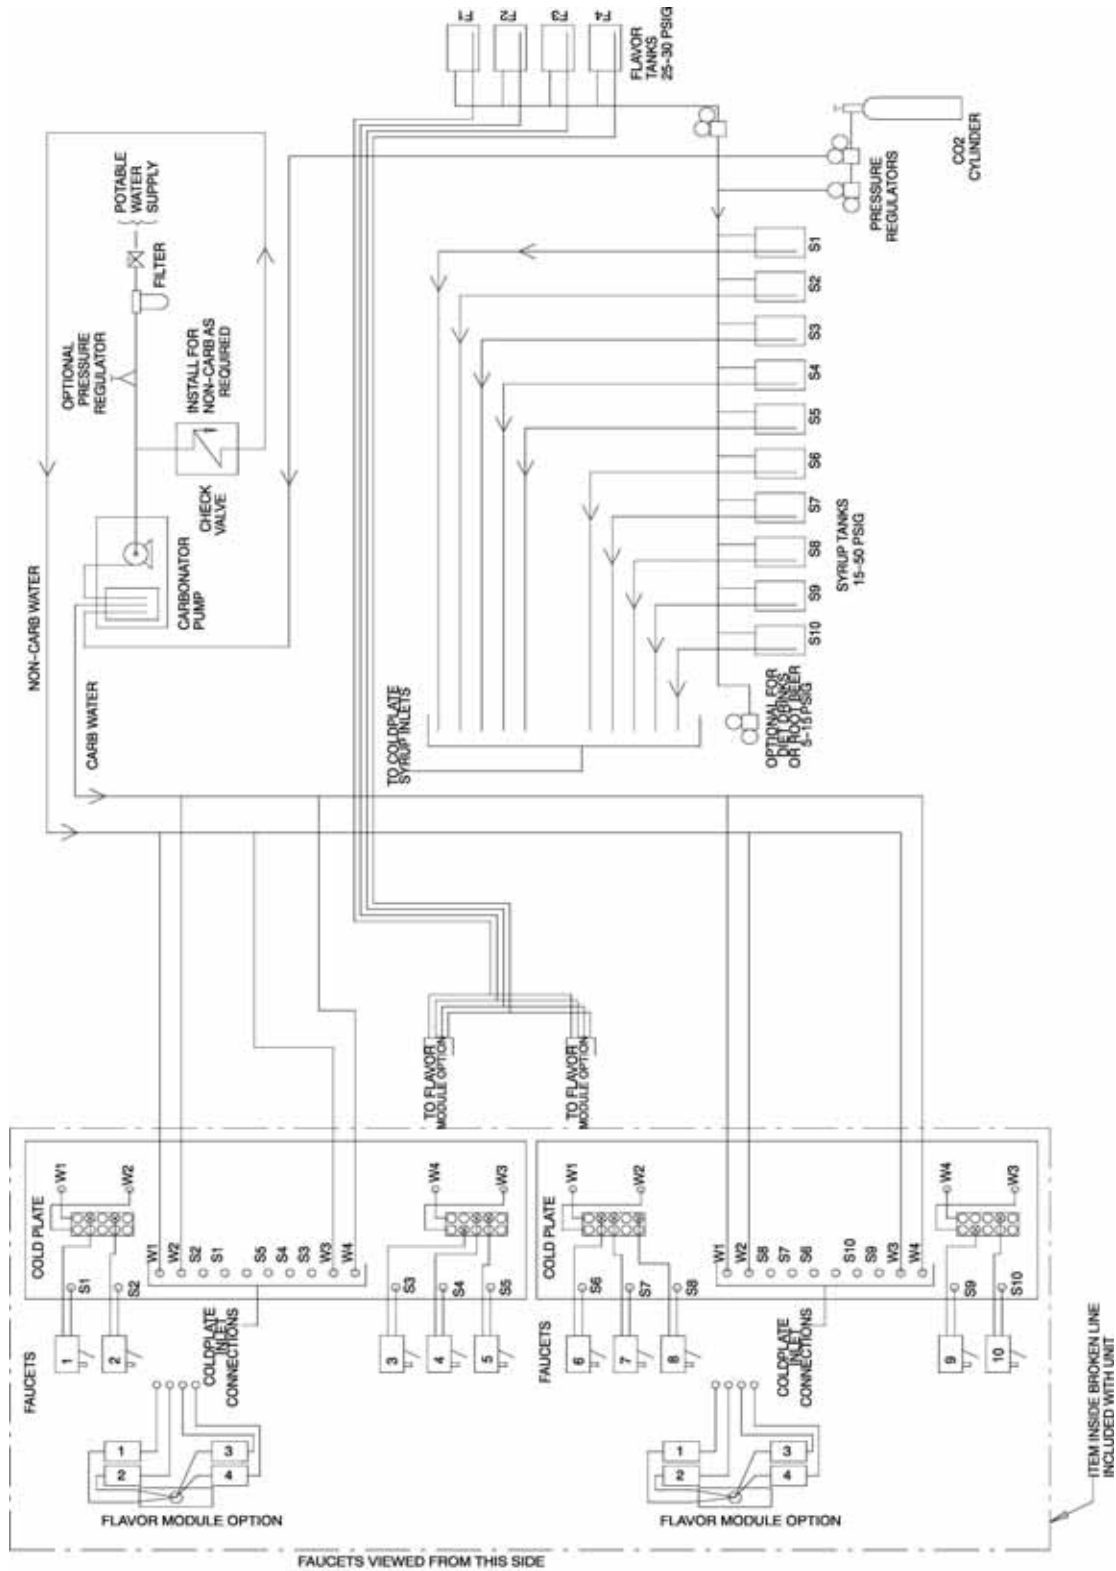 F1
F2
F3
F4
FLAVOR
TANKS
25-30 PSIG
CO2
CYLINDER
PRESSURE
REGULATORS
POTABLE
WATER
SUPPLY
FILTER
OPTIONAL
PRESSURE
REGULATOR
INSTALL FOR
NON-CARB AS
REQUIRED
CHECK
VALVE
CARBONATOR
PUMP
NON-CARB WATER
CARB WATER
S1
S2
S3
S4
S5
S6
S7
S8
S9
S10
SYRUP TANKS
15-50 PSIG
OPTIONAL FOR
DIET DRINKS
OR ROOT BEER
5-15 PSIG
TO COLDPLATE
SYRUP INLETS
TO FLAVOR
MODULE OPTION
TO FLAVOR
MODULE OPTION
COLD PLATE
W1
W2
W4
W3
W1
W2
S2
S1
S5
S4
S3
W3
W4
S1
S2
S3
S4
S5
FAUCETS
1
2
3
4
5
COLDPLATE
INLET
CONNECTIONS
1
2
3
4
FLAVOR MODULE OPTION
COLD PLATE
W1
W2
W4
W3
W1
W2
S8
S7
S6
S10
S9
W3
W4
S6
S7
S8
S9
S10
FAUCETS
6
7
8
9
10
COLDPLATE
INLET
CONNECTIONS
1
2
3
4
FLAVOR MODULE OPTION
ITEM INSIDE BROKEN LINE
INCLUDED WITH UNIT
FAUCETS VIEWED FROM THIS SIDE